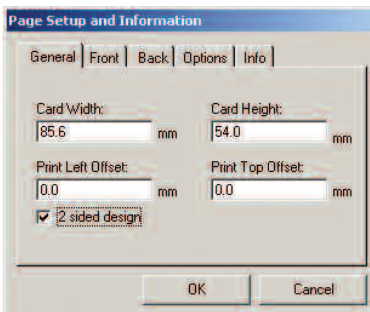 Page Setup and Information
General Front Back Options Info
Card Width: Card Height:
85.6 mm 54.0 mm
Print Left Offset: Print Top Offset:
0.0 mm 0.0 mm
2 sided design
OK Cancel